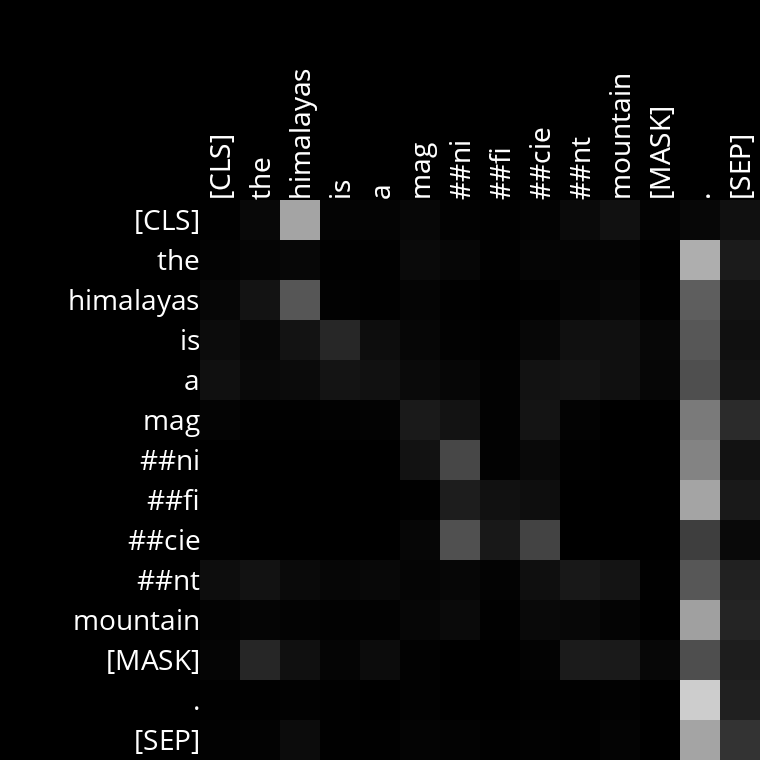 [CLS] the himalayas is a mag ##ni ##fi ##cie ##nt mountain [MASK] . [SEP]
[CLS]
the
himalayas
is
a
mag
##ni
##fi
##cie
##nt
mountain
[MASK]
.
[SEP]